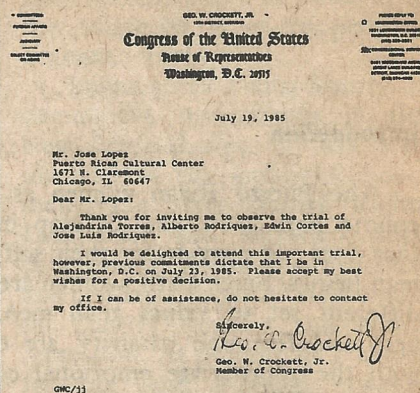 GEO. W. CROCKETT, JR.
Congress of the United States
House of Representatives
Washington, D.C. 20515
July 19, 1985
Mr. Jose Lopez
Puerto Rican Cultural Center
1671 N. Claremont
Chicago, IL 60647
Dear Mr. Lopez:
Thank you for inviting me to observe the trial of
Alejandrina Torres, Alberto Rodriquez, Edwin Cortes and
Jose Luis Rodriquez.
I would be delighted to attend this important trial,
however, previous commitments dictate that I be in
Washington, D.C. on July 23, 1985. Please accept my best
wishes for a positive decision.
If I can be of assistance, do not hesitate to contact
my office.
Sincerely,
Geo. W. Crockett Jr
Geo. W. Crockett, Jr.
Member of Congress
GWC/jj